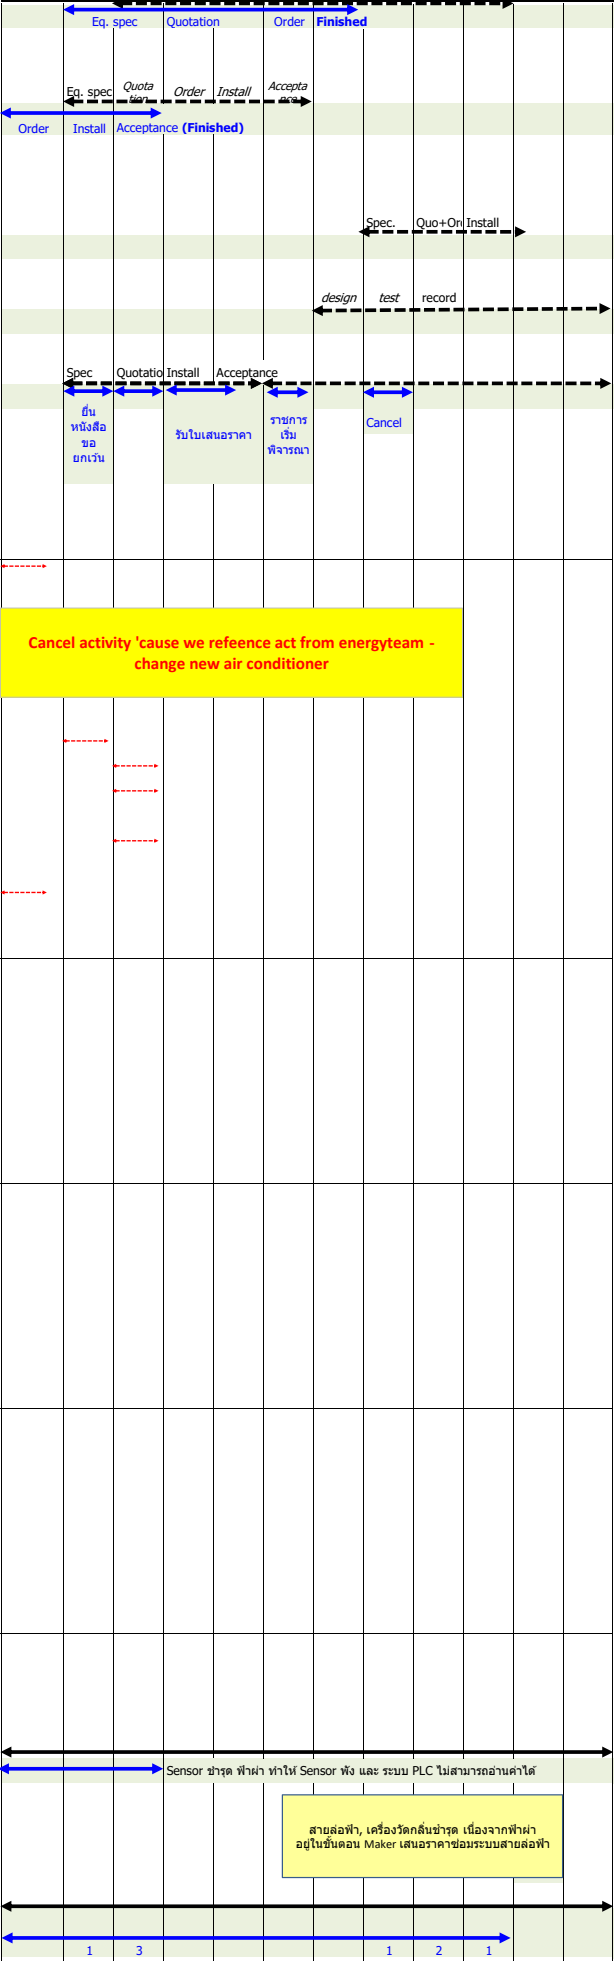 Eq. spec Quotation Order Finished
Eq. spec Quota tion Order Install Accepta nce
Order Install Acceptance (Finished)
Spec. Quo+Or Install
design test record
Spec Quotatio Install Acceptance
ยื่น
หนังสือ
ขอ
ยกเว้น
รับใบเสนอราคา
ราชการ
เริ่ม
พิจารณา
Cancel
Cancel activity 'cause we refeence act from energyteam -
change new air conditioner
Sensor ชำรุด ฟ้าผ่า ทำให้ Sensor พัง และ ระบบ PLC ไม่สามารถอ่านค่าได้
สายล่อฟ้า, เครื่องวัดกลิ่นชำรุด เนื่องจากฟ้าผ่า
อยู่ในขั้นตอน Maker เสนอราคาซ่อมระบบสายล่อฟ้า
1 3 1 2 1